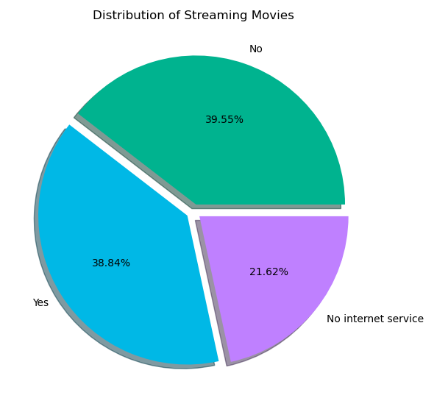 Distribution of Streaming Movies
No
39.55%
38.84%
21.62%
Yes
No internet service